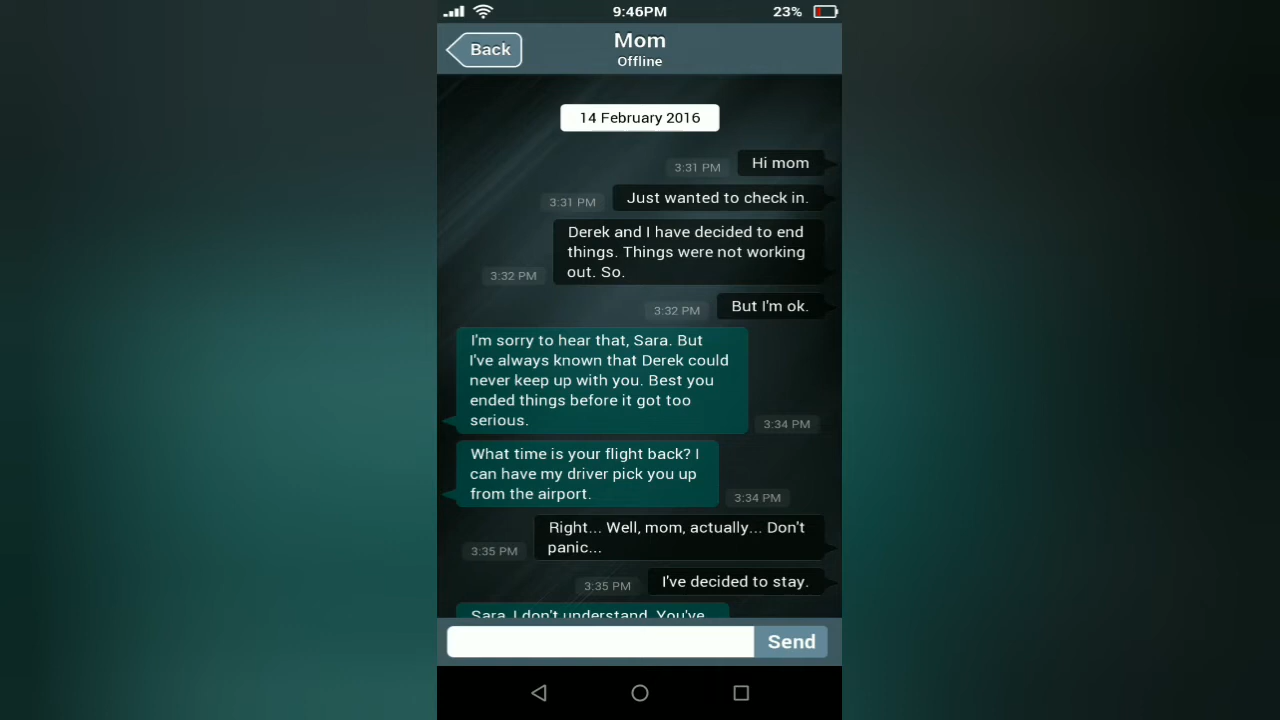 9:46PM
23%
Back
Mom
Offline
14 February 2016
3:31 PM
Hi mom
3:31 PM
Just wanted to check in.
Derek and I have decided to end
things. Things were not working
out. So.
3:32 PM
3:32 PM
But I'm ok.
I'm sorry to hear that, Sara. But
I've always known that Derek could
never keep up with you. Best you
ended things before it got too
serious.
3:34 PM
What time is your flight back? I
can have my driver pick you up
from the airport.
3:34 PM
Right... Well, mom, actually... Don't
panic...
3:35 PM
3:35 PM
I've decided to stay.
Sara, I don't understand. You've
Send